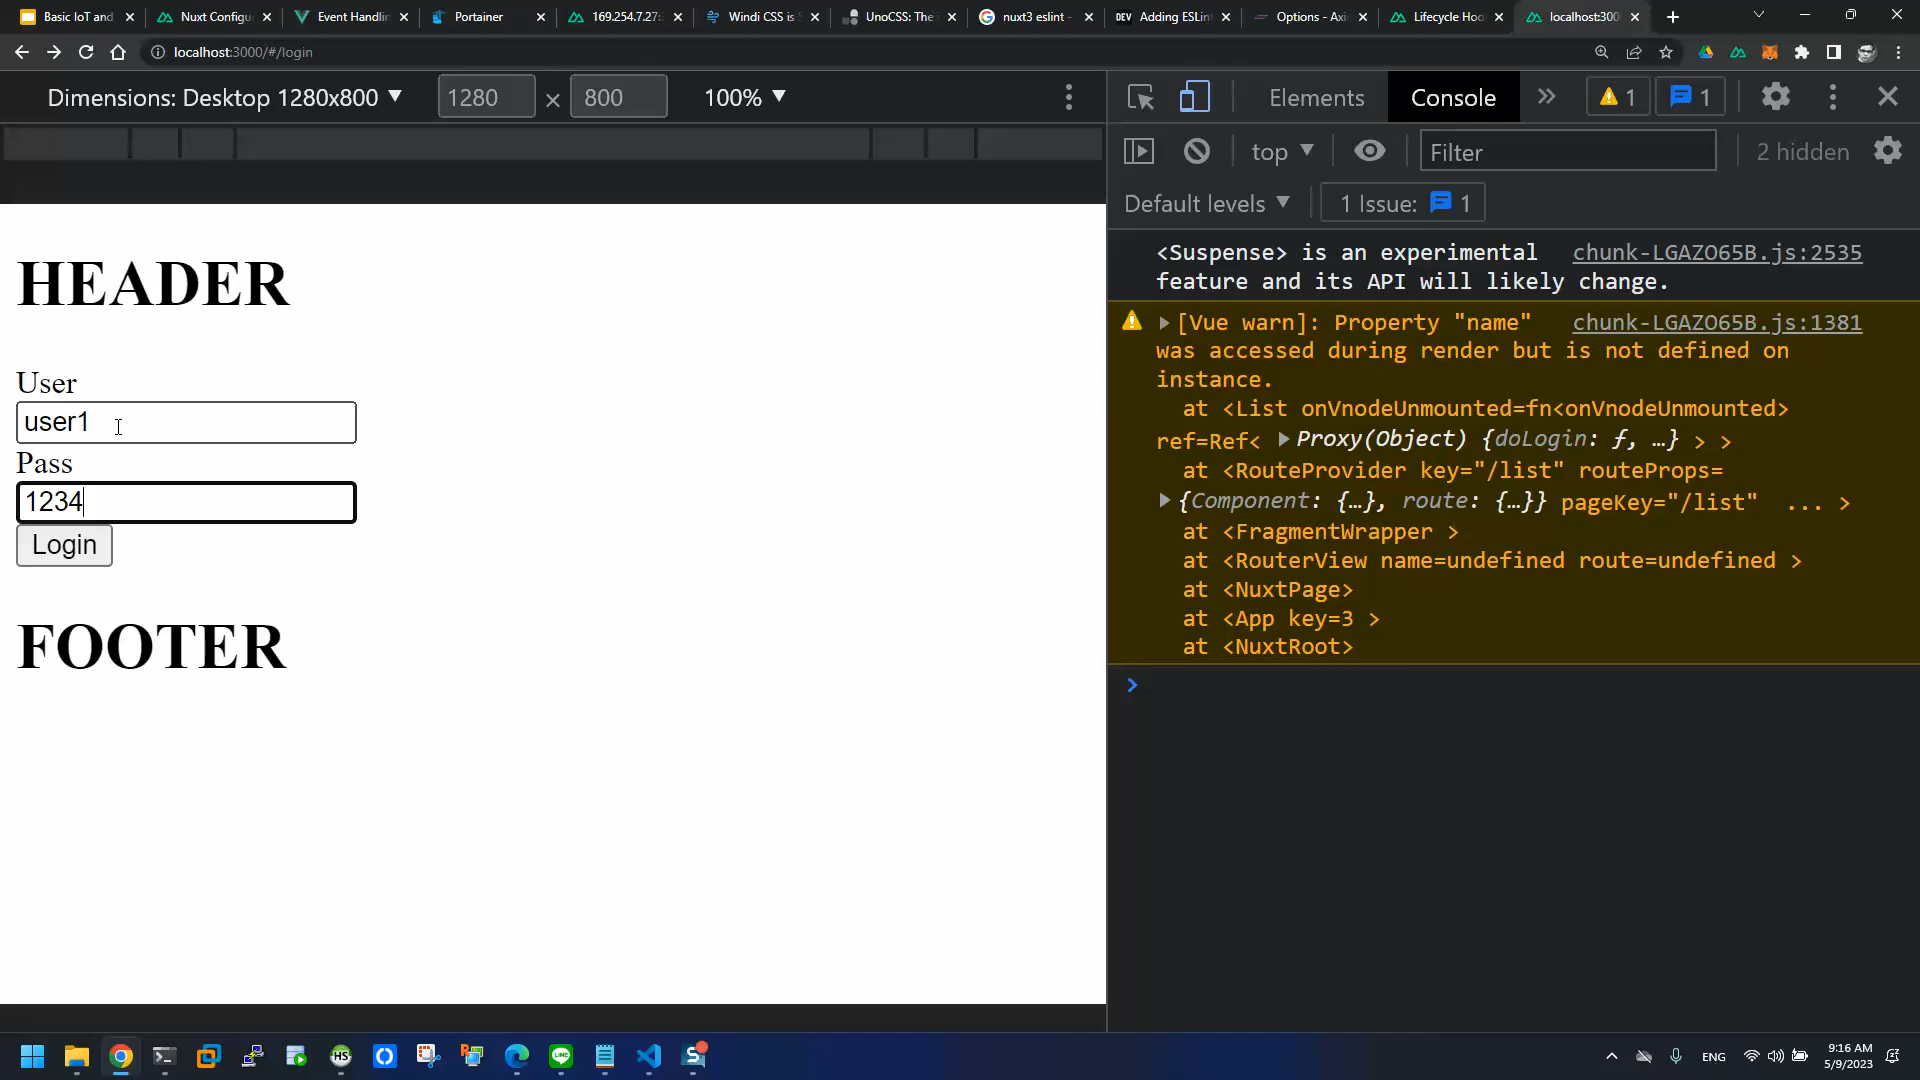 Basic IoT and
Nuxt Configu
Event Handlin
Portainer
169.254.7.27:
Windi CSS is
UnoCSS: The
nuxt3 eslint -
DEV Adding ESLint
Options - Axi
Lifecycle Hoo
localhost:300
localhost:3000/#/login
Dimensions: Desktop 1280x800 ▼ 1280 × 800 100% ▼
Elements Console » 1 1
top ▼ Filter 2 hidden
Default levels ▼ 1 Issue: 1
HEADER
User
user1
Pass
1234
Login
FOOTER
<Suspense> is an experimental chunk-LGAZO65B.js:2535
feature and its API will likely change.
[Vue warn]: Property "name" chunk-LGAZO65B.js:1381
was accessed during render but is not defined on
instance.
at <List onVnodeUnmounted=fn<onVnodeUnmounted>
ref=Ref< ▶Proxy(Object) {doLogin: ƒ, …} > >
at <RouteProvider key="/list" routeProps=
▶{Component: {…}, route: {…}} pageKey="/list" ... >
at <FragmentWrapper >
at <RouterView name=undefined route=undefined >
at <NuxtPage>
at <App key=3 >
at <NuxtRoot>
ENG
9:16 AM
5/9/2023